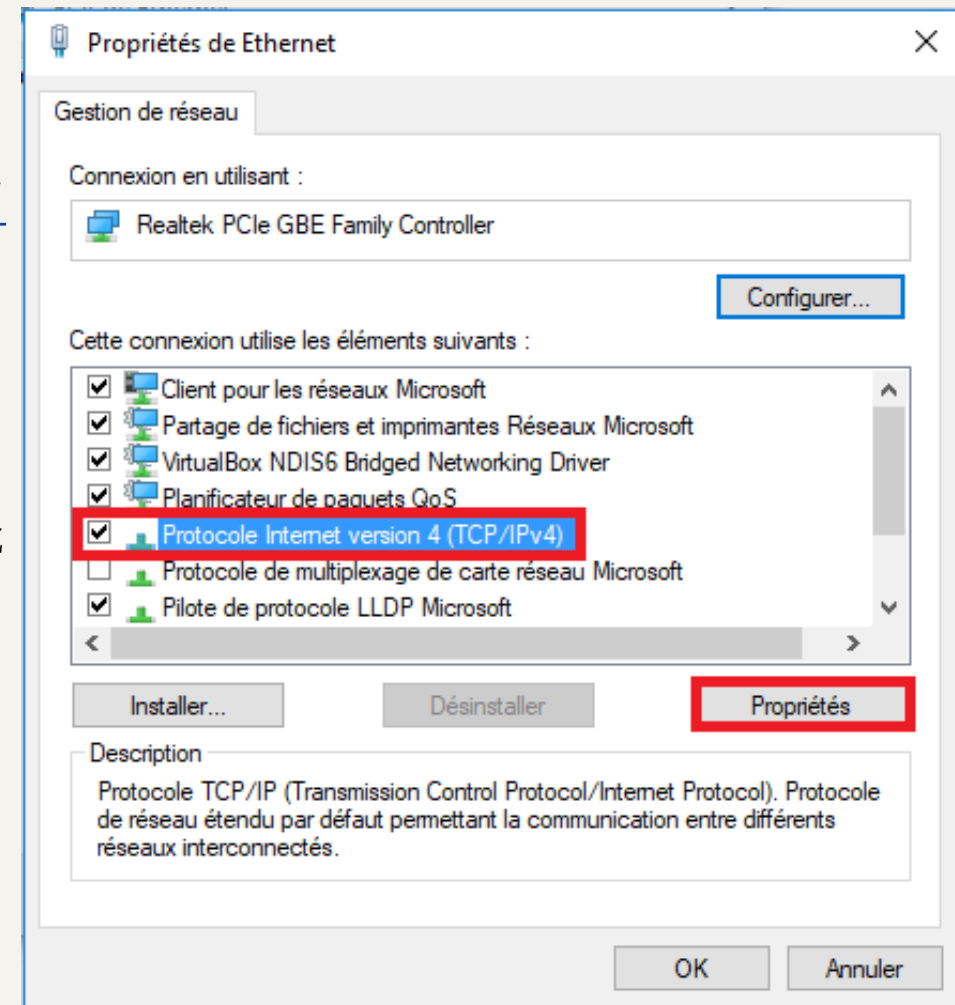 Propriétés de Ethernet
Gestion de réseau
Connexion en utilisant :
Realtek PCIe GBE Family Controller
Configurer...
Cette connexion utilise les éléments suivants :
Client pour les réseaux Microsoft
Partage de fichiers et imprimantes Réseaux Microsoft
VirtualBox NDIS6 Bridged Networking Driver
Planificateur de paquets QoS
Protocole Internet version 4 (TCP/IPv4)
Protocole de multiplexage de carte réseau Microsoft
Pilote de protocole LLDP Microsoft
Installer...
Désinstaller
Propriétés
Description
Protocole TCP/IP (Transmission Control Protocol/Internet Protocol). Protocole
de réseau étendu par défaut permettant la communication entre différents
réseaux interconnectés.
OK
Annuler